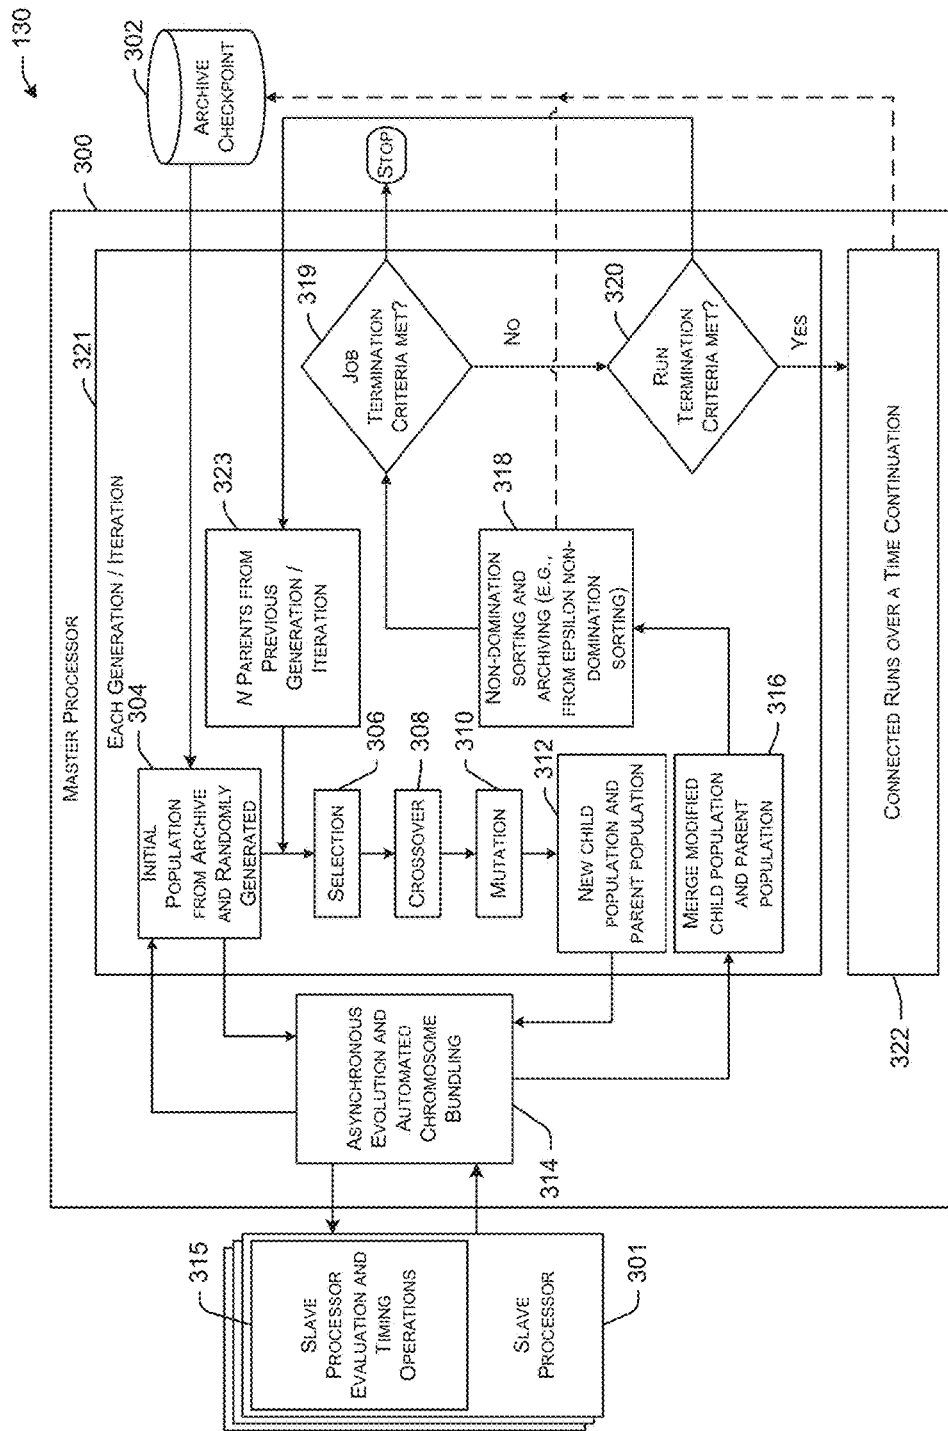 130
302
ARCHIVE
CHECKPOINT
300
MASTER PROCESSOR
321
EACH GENERATION / ITERATION
304
INITIAL
POPULATION
FROM ARCHIVE
AND RANDOMLY
GENERATED
323
N PARENTS FROM
PREVIOUS
GENERATION /
ITERATION
319
JOB
TERMINATION
CRITERIA MET?
STOP
NO
320
RUN
TERMINATION
CRITERIA MET?
YES
306
SELECTION
308
CROSSOVER
310
MUTATION
312
NEW CHILD
POPULATION AND
PARENT POPULATION
318
NON-DOMINATION
SORTING AND
ARCHIVING (E.G.,
FROM EPSILON NON-
DOMINATION
SORTING)
316
MERGE MODIFIED
CHILD POPULATION
AND PARENT
POPULATION
322
CONNECTED RUNS OVER A TIME CONTINUATION
314
ASYNCHRONOUS
EVOLUTION AND
AUTOMATED
CHROMOSOME
BUNDLING
315
SLAVE
PROCESSOR
EVALUATION AND
TIMING
OPERATIONS
SLAVE
PROCESSOR
301